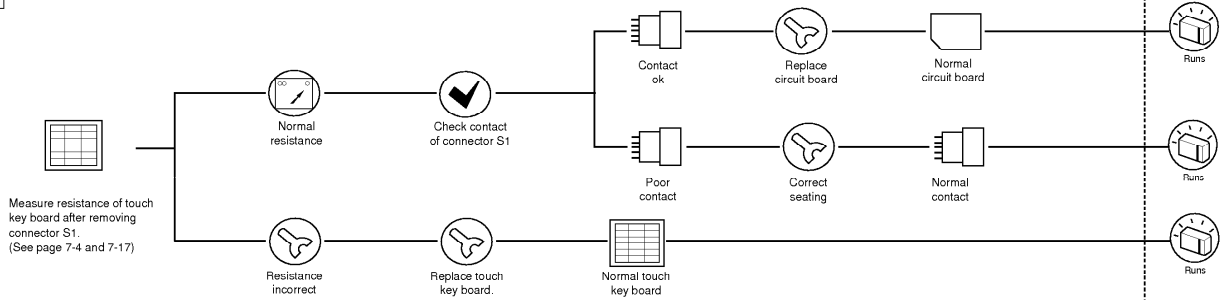 Contact
ok
Replace
circuit board
Normal
circuit board
Runs
Normal
resistance
Check contact
of connector S1
Poor
contact
Correct
seating
Normal
contact
Runs
Measure resistance of touch
key board after removing
connector S1.
(See page 7-4 and 7-17)
Resistance
incorrect
Replace touch
key board.
Normal touch
key board
Runs